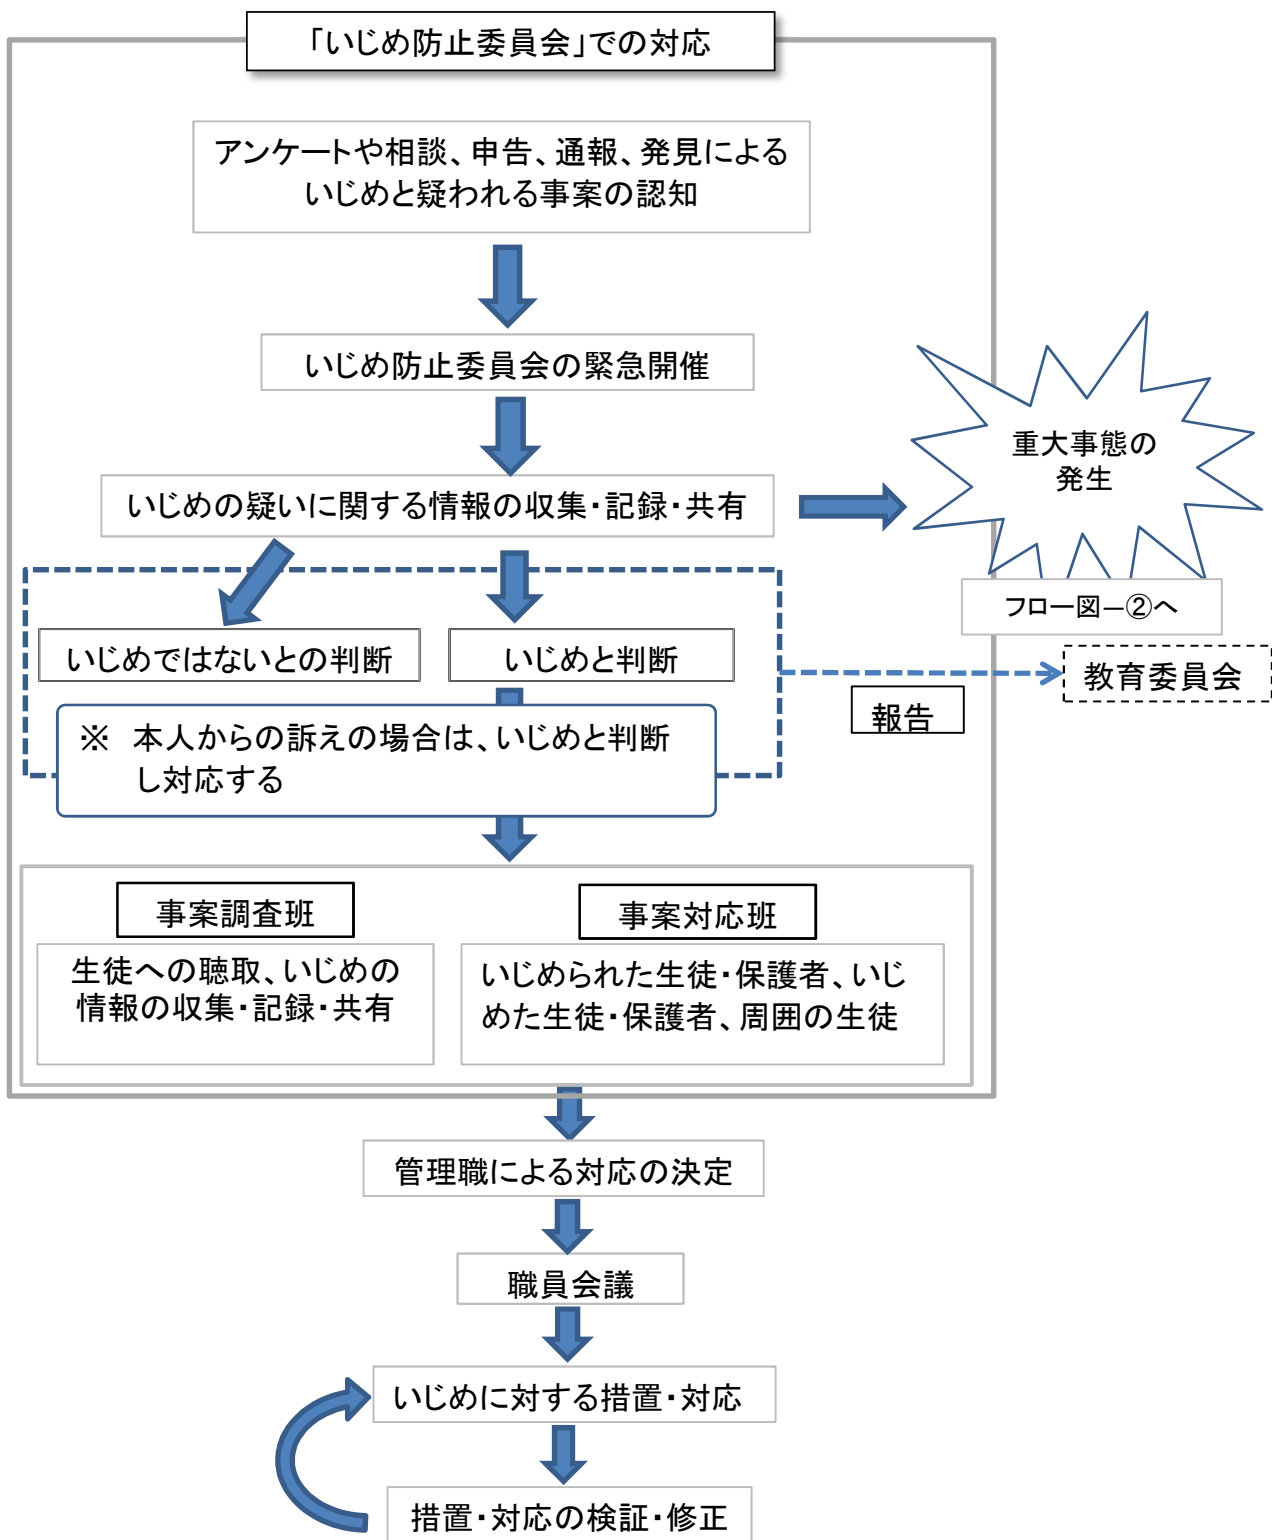 「いじめ防止委員会」での対応
アンケートや相談、申告、通報、発見による
いじめと疑われる事案の認知
いじめ防止委員会の緊急開催
いじめの疑いに関する情報の収集・記録・共有
重大事態の
発生
フロー図―②へ
いじめではないとの判断
いじめと判断
教育委員会
報告
※ 本人からの訴えの場合は、いじめと判断
し対応する
事案調査班
生徒への聴取、いじめの
情報の収集・記録・共有
事案対応班
いじめられた生徒・保護者、いじ
めた生徒・保護者、周囲の生徒
管理職による対応の決定
職員会議
いじめに対する措置・対応
措置・対応の検証・修正